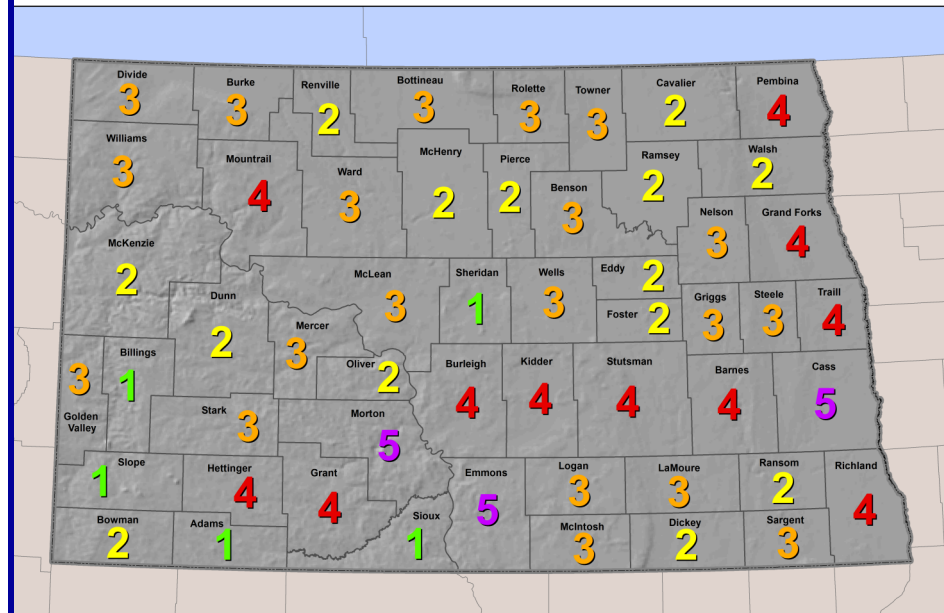 Divide
3
Burke
3
Renville
2
Bottineau
3
Rolette
3
Towner
3
Cavalier
2
Pembina
4
Williams
3
Mountrail
4
Ward
3
McHenry
2
Pierce
2
Benson
3
Ramsey
2
Walsh
2
Nelson
3
Grand Forks
4
McKenzie
2
Dunn
2
McLean
3
Sheridan
1
Wells
3
Eddy 2
Foster 2
Griggs
3
Steele
3
Traill
4
Mercer
3
Oliver
2
3
Golden
Valley
Billings
1
Burleigh
4
Kidder
4
Stutsman
4
Barnes
4
Cass
5
Stark
3
Morton
5
Slope
1
Hettinger
4
Grant
4
Emmons
5
Logan
3
LaMoure
3
Ransom
2
Richland
4
Bowman
2
Adams
1
Sioux
1
McIntosh
3
Dickey
2
Sargent
3